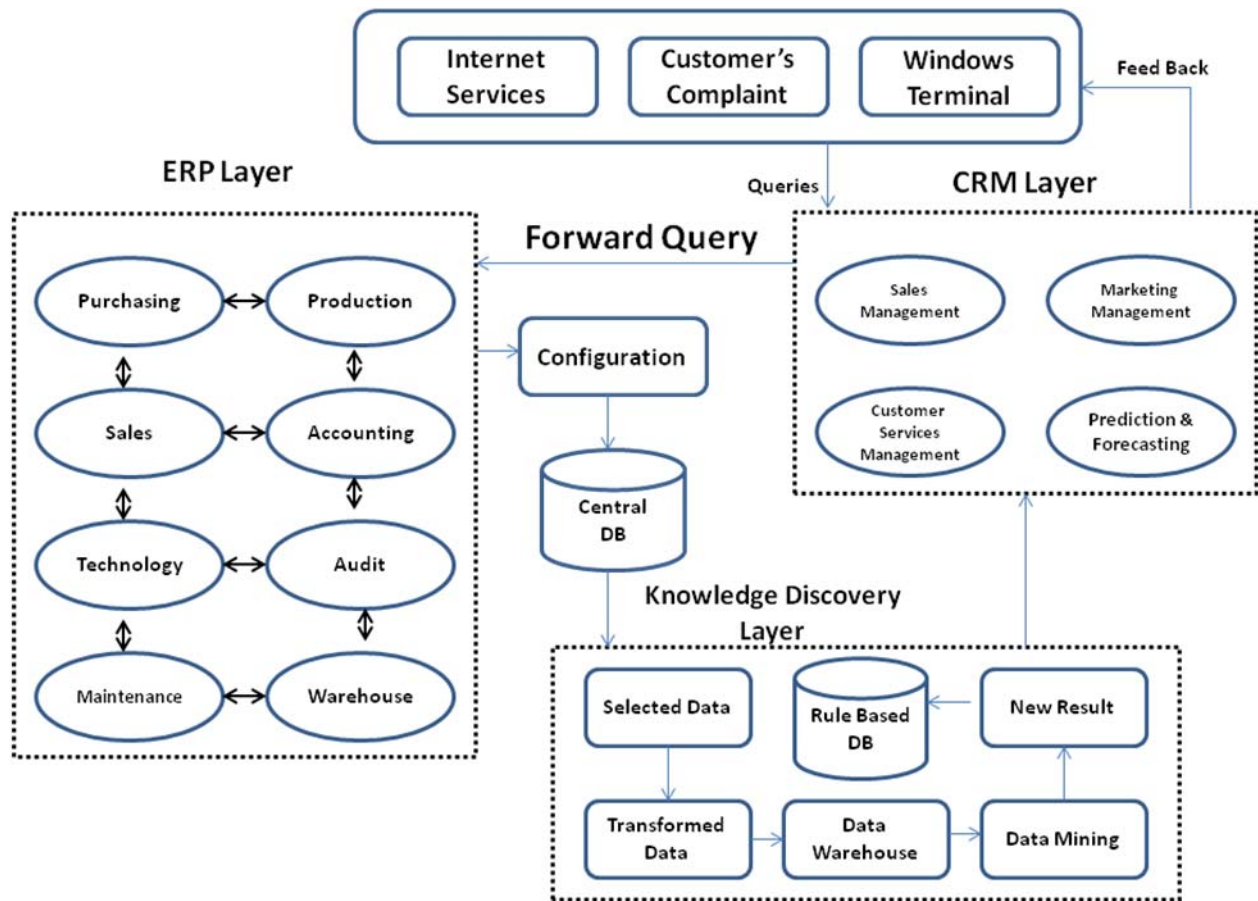 Internet
Services
Customer's
Complaint
Windows
Terminal
Feed Back
Queries
ERP Layer
CRM Layer
Forward Query
Purchasing
Production
Sales
Accounting
Technology
Audit
Maintenance
Warehouse
Configuration
Central
DB
Sales
Management
Marketing
Management
Customer
Services
Management
Prediction &
Forecasting
Knowledge Discovery
Layer
Selected Data
Rule Based
DB
New Result
Transformed
Data
Data
Warehouse
Data Mining